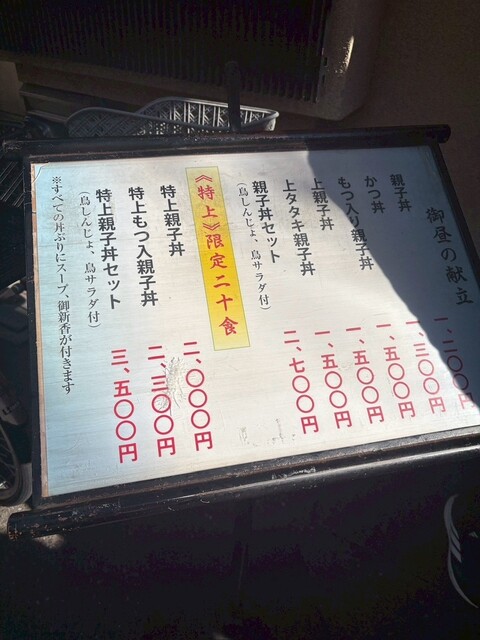 御昼の献立
親子丼 一、二〇〇円
かつ丼 一、三〇〇円
もつ入り親子丼 一、五〇〇円
上親子丼 一、五〇〇円
上タタキ親子丼 一、五〇〇円
親子丼セット 二、七〇〇円
(鳥しんじょ、鳥サラダ付)
《特上》限定二十食
特上親子丼 二、〇〇〇円
特上もつ入親子丼 二、三〇〇円
特上親子丼セット 三、五〇〇円
(鳥しんじょ、鳥サラダ付)
※すべての丼ぶりにスープ、御新香が付きます